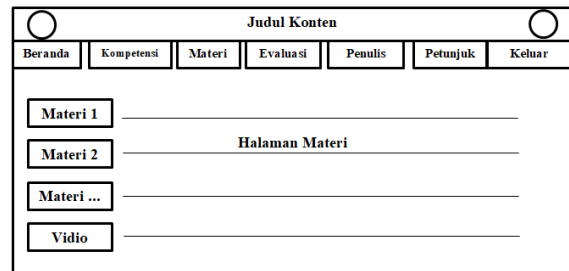 Judul Konten
Beranda Kompetensi Materi Evaluasi Penulis Petunjuk Keluar
Materi 1
Halaman Materi
Materi 2
Materi ...
Vidio